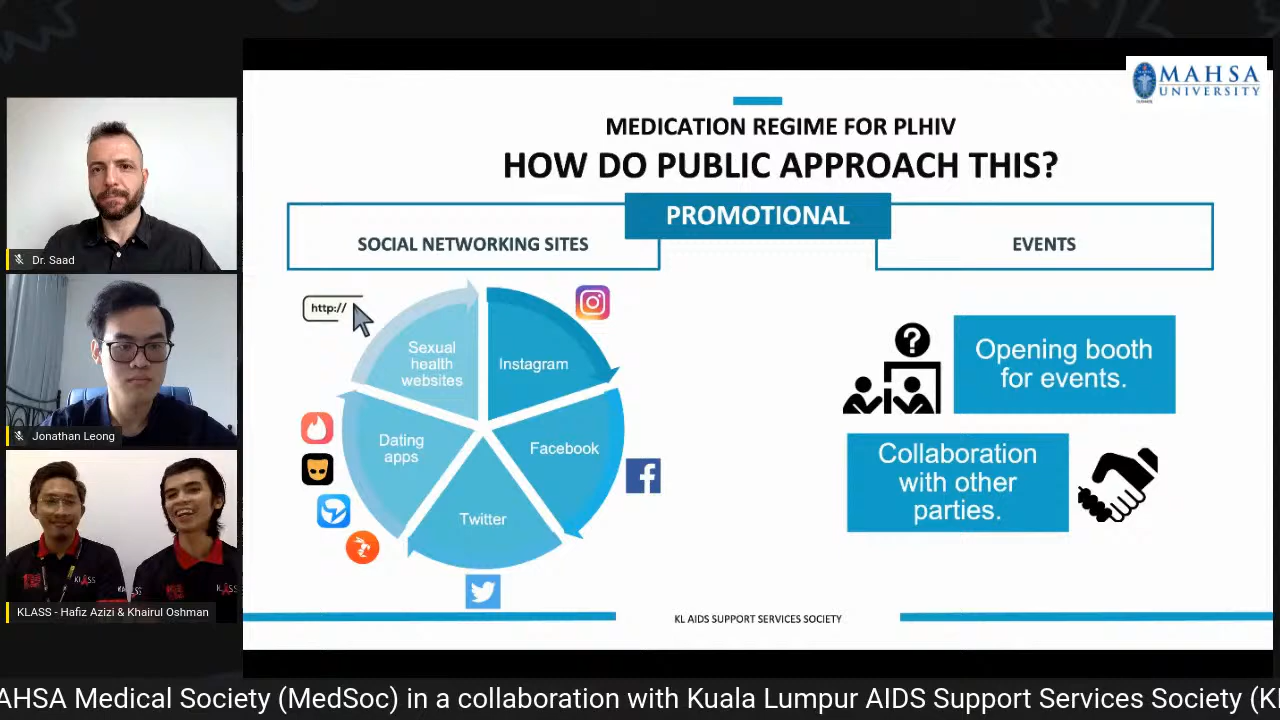 MAHSA
UNIVERSITY
MEDICATION REGIME FOR PLHIV
HOW DO PUBLIC APPROACH THIS?
PROMOTIONAL
SOCIAL NETWORKING SITES
EVENTS
http://
Sexual
health
websites
Instagram
Dating
apps
Facebook
Twitter
Opening booth
for events.
Collaboration
with other
parties.
KL AIDS SUPPORT SERVICES SOCIETY
Dr. Saad
Jonathan Leong
KLASS - Hafiz Azizi & Khairul Oshman
AHSA Medical Society (MedSoc) in a collaboration with Kuala Lumpur AIDS Support Services Society (K